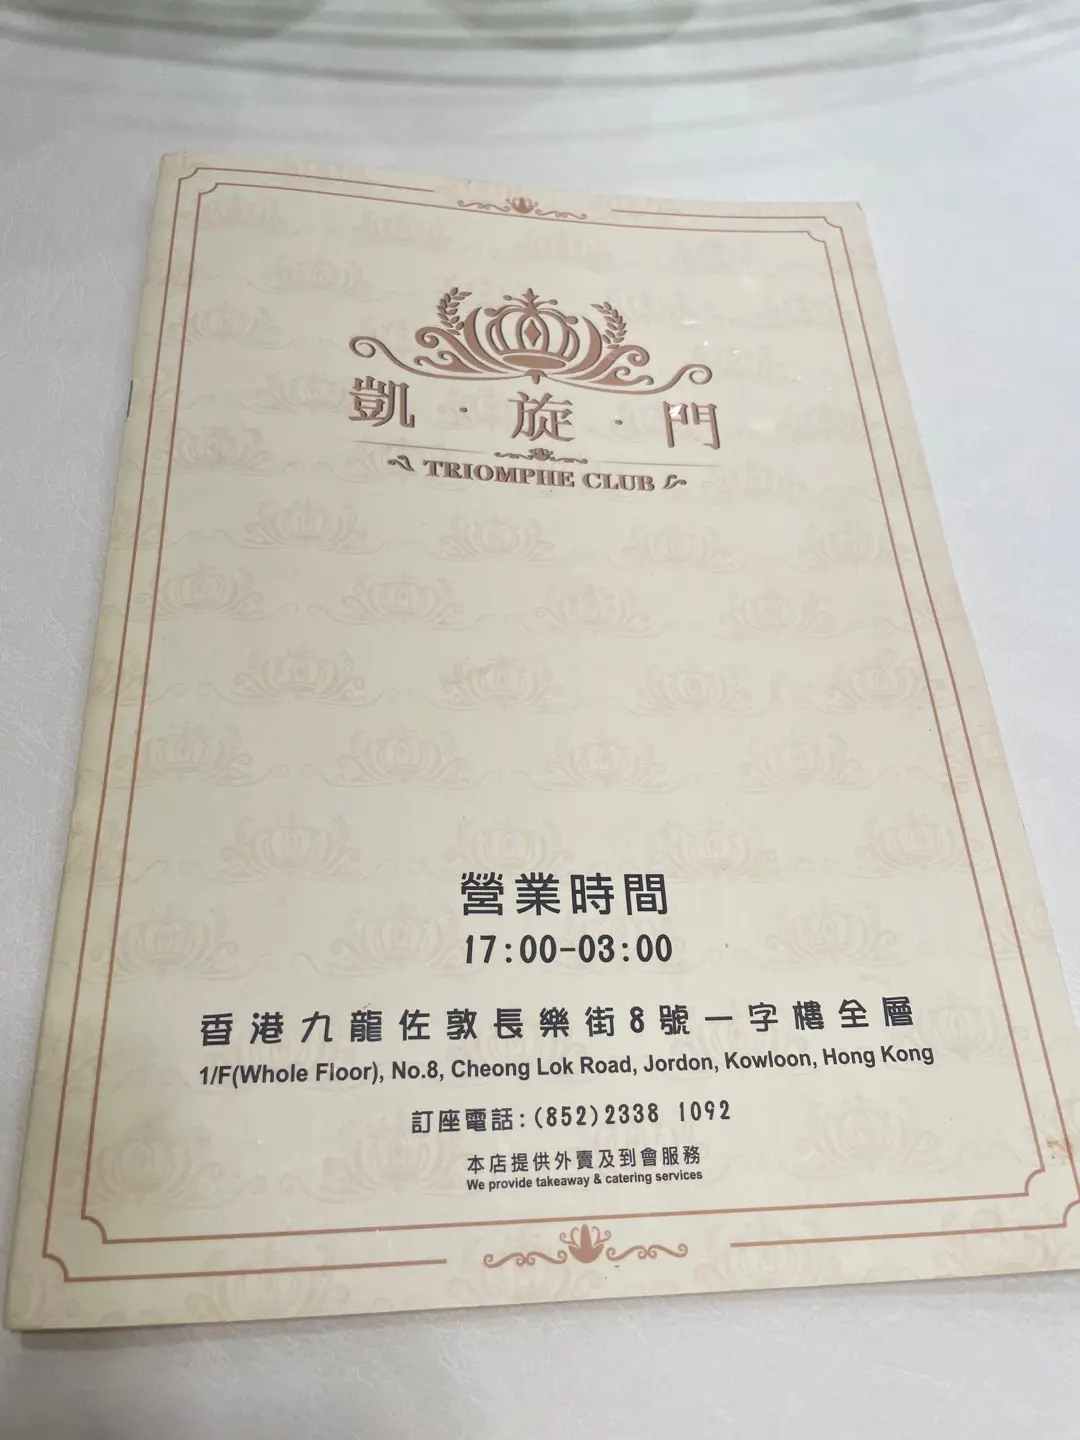 凱・旋・門
TRIOMPHE CLUB
營業時間
17:00-03:00
香港九龍佐敦長樂街8號一字樓全層
1/F(Whole Floor), No.8, Cheong Lok Road, Jordon, Kowloon, Hong Kong
訂座電話:(852)2338 1092
本店提供外賣及到會服務
We provide takeaway & catering services